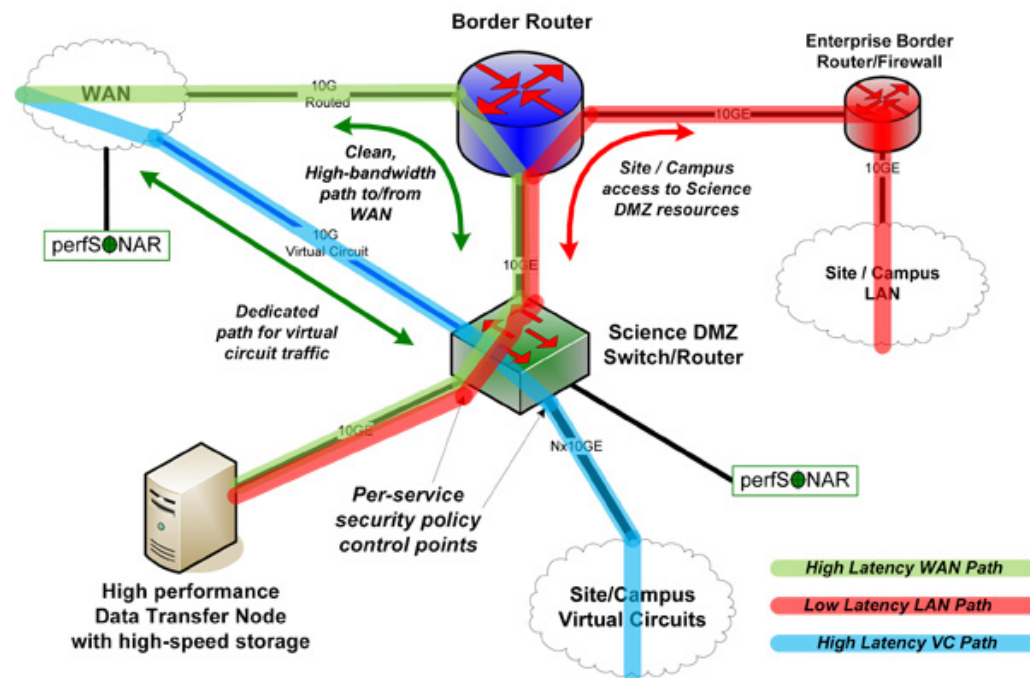 Border Router
Enterprise Border
Router/Firewall
WAN
10G
Routed
10GE
10GE
Clean,
High-bandwidth
path to/from
WAN
Site / Campus
access to Science
DMZ resources
perfSONAR
10G
Virtual Circuit
10GE
Site / Campus
LAN
Dedicated
path for virtual
circuit traffic
Science DMZ
Switch/Router
10GE
Nx10GE
perfSONAR
Per-service
security policy
control points
High performance
Data Transfer Node
with high-speed storage
Site/Campus
Virtual Circuits
High Latency WAN Path
Low Latency LAN Path
High Latency VC Path